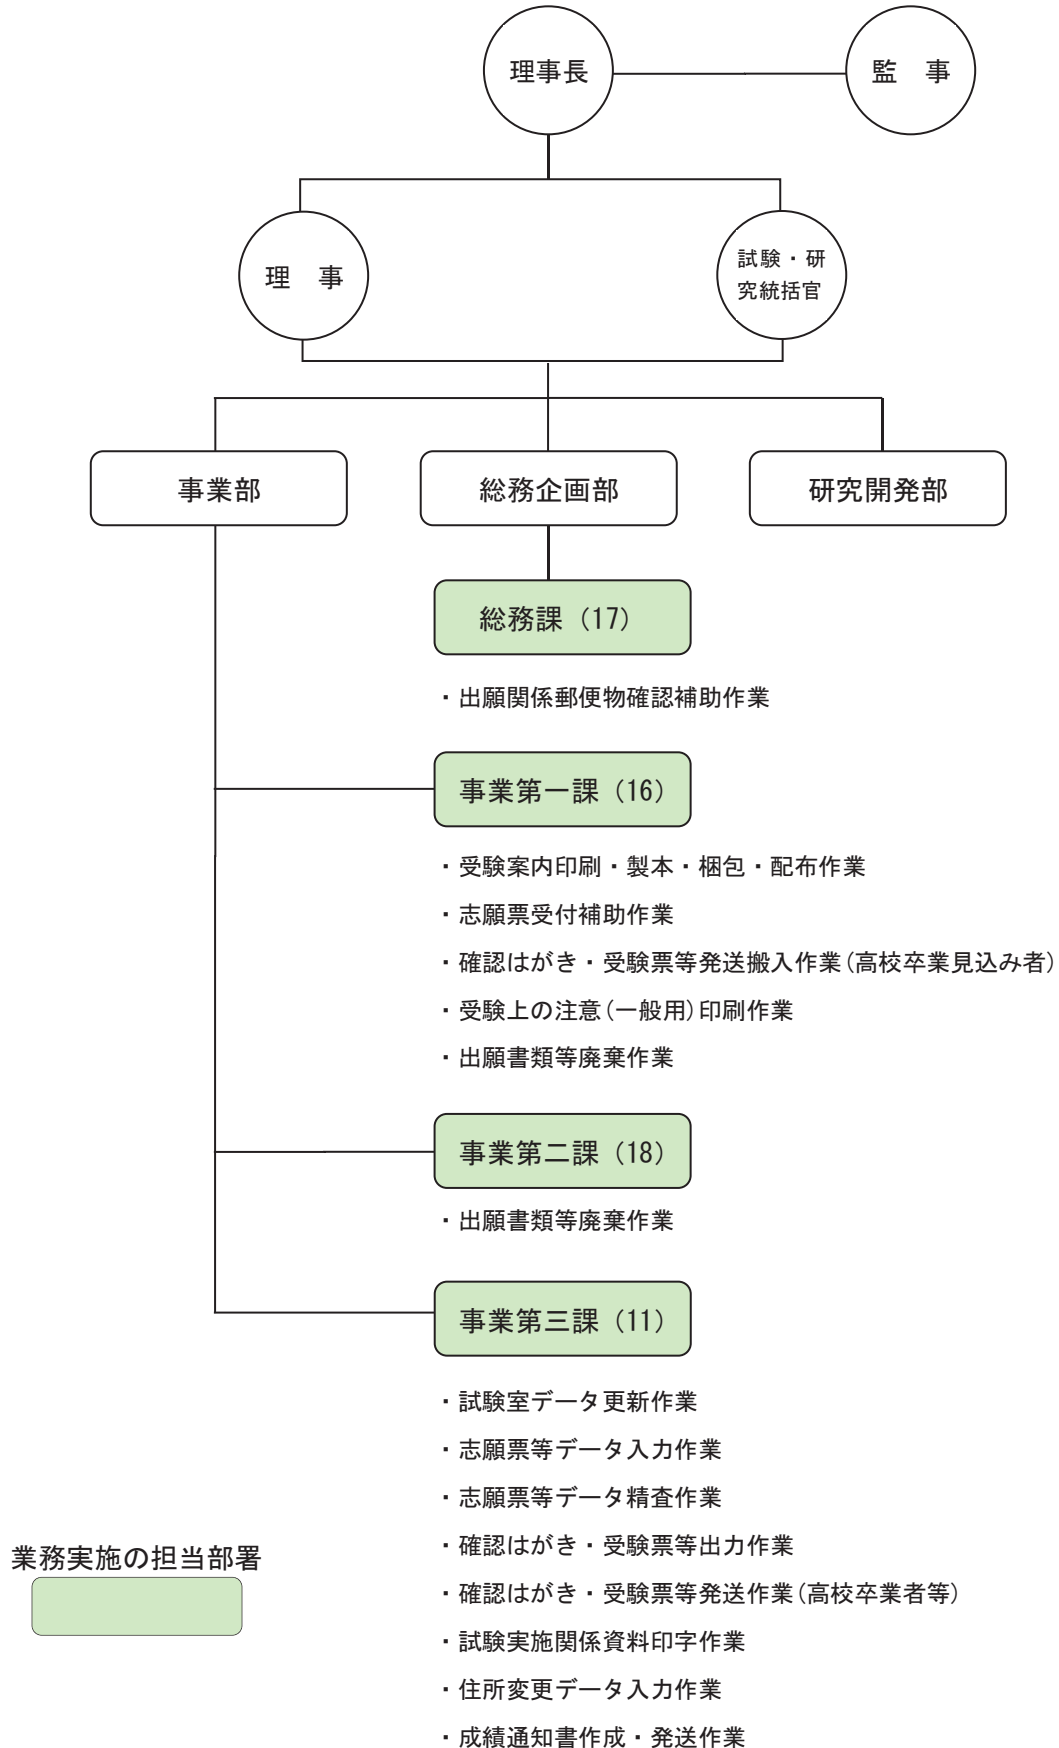 理事長
監　事
理　事
試験・研
究統括官
事業部
総務企画部
研究開発部
総務課（17）
・出願関係郵便物確認補助作業
事業第一課（16）
・受験案内印刷・製本・梱包・配布作業
・志願票受付補助作業
・確認はがき・受験票等発送搬入作業(高校卒業見込み者)
・受験上の注意(一般用)印刷作業
・出願書類等廃棄作業
事業第二課（18）
・出願書類等廃棄作業
事業第三課（11）
・試験室データ更新作業
・志願票等データ入力作業
・志願票等データ精査作業
・確認はがき・受験票等出力作業
・確認はがき・受験票等発送作業(高校卒業者等)
・試験実施関係資料印字作業
・住所変更データ入力作業
・成績通知書作成・発送作業
業務実施の担当部署